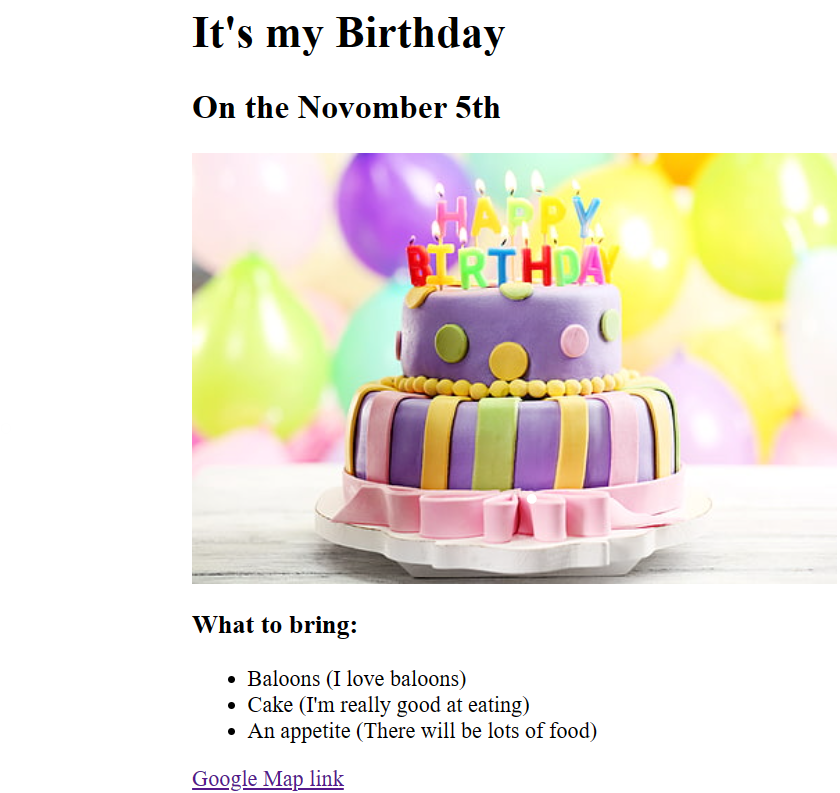 It's my Birthday
On the Novomber 5th
HAPPY
BIRTHDAY
What to bring:
Baloons (I love baloons)
Cake (I'm really good at eating)
An appetite (There will be lots of food)
Google Map link